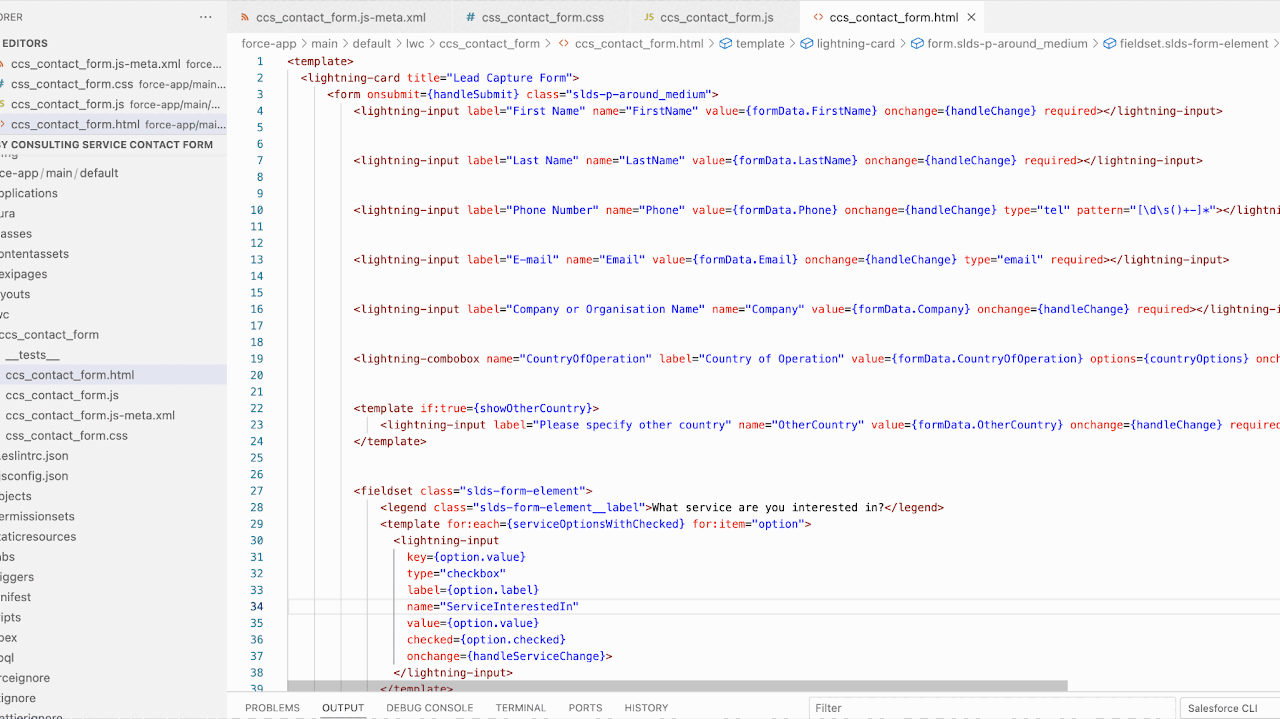 ORER ···
ccs_contact_form.js-meta.xml # css_contact_form.css JS ccs_contact_form.js <> ccs_contact_form.html ×
EDITORS
force-app > main > default > lwc > ccs_contact_form > <> ccs_contact_form.html > template > lightning-card > form.slds-p-around_medium > fieldset.slds-form-element >
ccs_contact_form.js-meta.xml force...
ccs_contact_form.css force-app/main...
ccs_contact_form.js force-app/main/...
ccs_contact_form.html force-app/mai...
Y CONSULTING SERVICE CONTACT FORM
ce-app/main/default
plications
ura
asses
ontentassets
exipages
youts
vc
ccs_contact_form
__tests__
ccs_contact_form.html
ccs_contact_form.js
ccs_contact_form.js-meta.xml
css_contact_form.css
.eslintrc.json
jsconfig.json
bjects
ermissionsets
taticresources
abs
iggers
nifest
ipts
pex
oql
rceignore
tignore
ettierignore
1 <template>
2 <lightning-card title="Lead Capture Form">
3 <form onsubmit={handleSubmit} class="slds-p-around_medium">
4 <lightning-input label="First Name" name="FirstName" value={formData.FirstName} onchange={handleChange} required></lightning-input>
5
6
7 <lightning-input label="Last Name" name="LastName" value={formData.LastName} onchange={handleChange} required></lightning-input>
8
9
10 <lightning-input label="Phone Number" name="Phone" value={formData.Phone} onchange={handleChange} type="tel" pattern="[\d\s()+-]*"></lightni
11
12
13 <lightning-input label="E-mail" name="Email" value={formData.Email} onchange={handleChange} type="email" required></lightning-input>
14
15
16 <lightning-input label="Company or Organisation Name" name="Company" value={formData.Company} onchange={handleChange} required></lightning-i
17
18
19 <lightning-combobox name="CountryOfOperation" label="Country of Operation" value={formData.CountryOfOperation} options={countryOptions} onch
20
21
22 <template if:true={showOtherCountry}>
23 <lightning-input label="Please specify other country" name="OtherCountry" value={formData.OtherCountry} onchange={handleChange} required
24 </template>
25
26
27 <fieldset class="slds-form-element">
28 <legend class="slds-form-element__label">What service are you interested in?</legend>
29 <template for:each={serviceOptionsWithChecked} for:item="option">
30 <lightning-input
31 key={option.value}
32 type="checkbox"
33 label={option.label}
34 name="ServiceInterestedIn"
35 value={option.value}
36 checked={option.checked}
37 onchange={handleServiceChange}>
38 </lightning-input>
39 </template>
PROBLEMS OUTPUT DEBUG CONSOLE TERMINAL PORTS HISTORY Filter Salesforce CLI